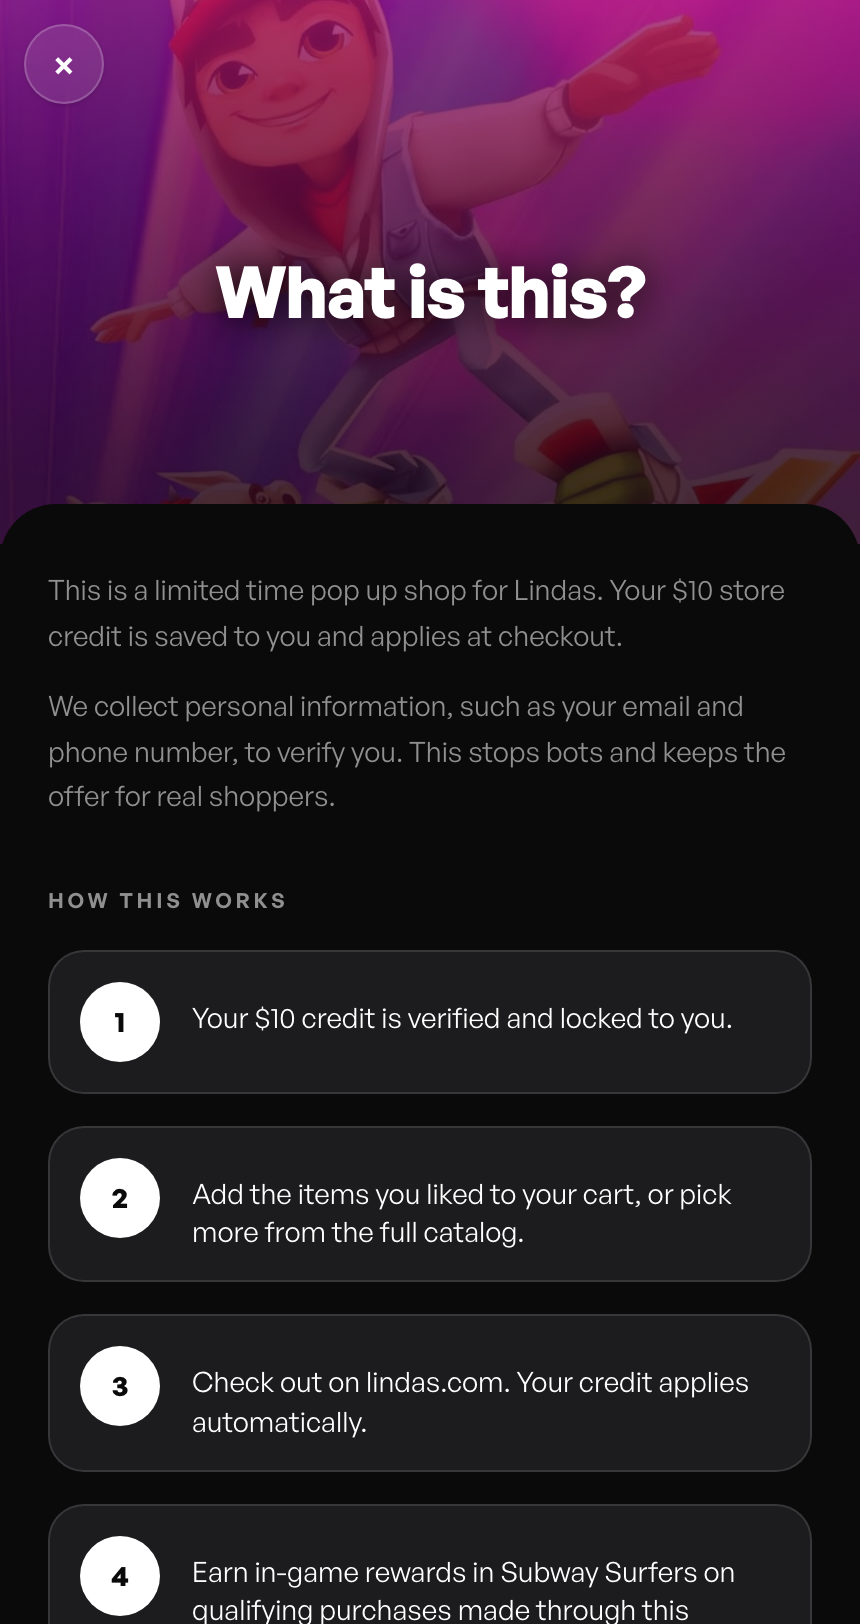 ×
What is this?
This is a limited time pop up shop for Lindas. Your $10 store
credit is saved to you and applies at checkout.
We collect personal information, such as your email and
phone number, to verify you. This stops bots and keeps the
offer for real shoppers.
HOW THIS WORKS
1
Your $10 credit is verified and locked to you.
2
Add the items you liked to your cart, or pick
more from the full catalog.
3
Check out on lindas.com. Your credit applies
automatically.
4
Earn in-game rewards in Subway Surfers on
qualifying purchases made through this